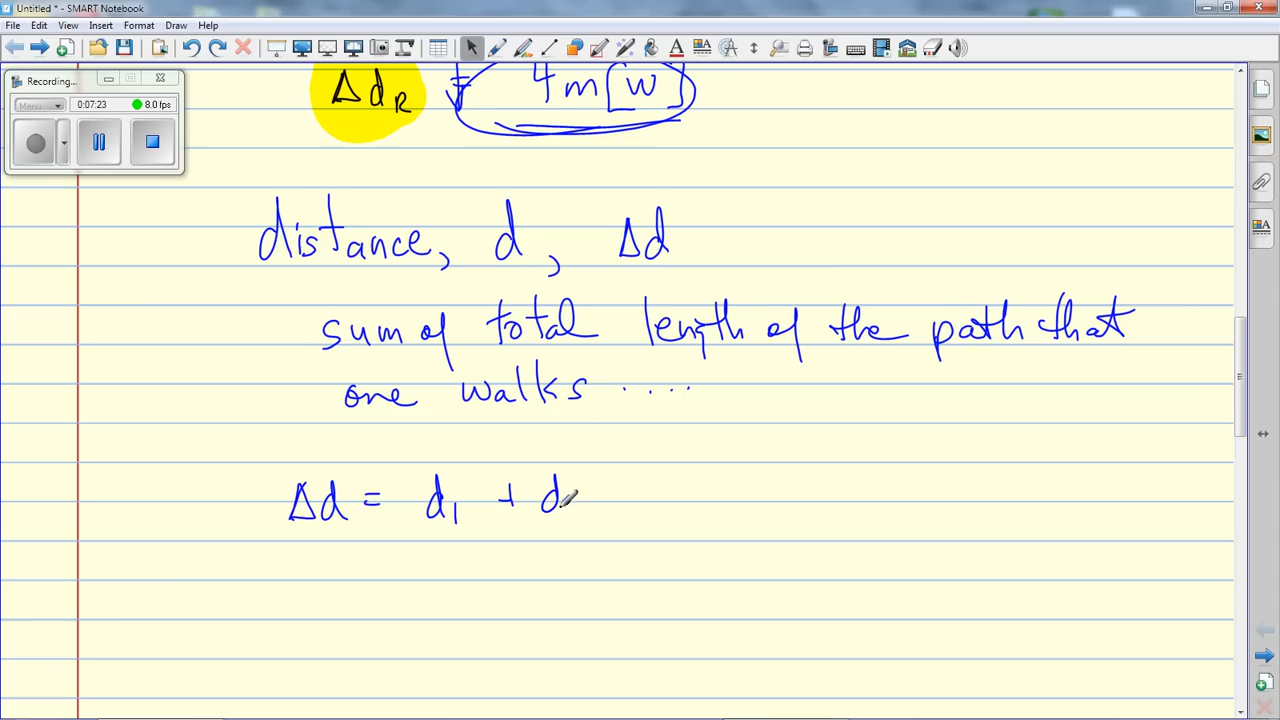 Untitled * - SMART Notebook
File Edit View Insert Format Draw Help
Recording...
Menu...
0:07:23
8.0 fps
Δd_R 4m[W]
distance, d, Δd
sum of total length of the path that
one walks ....
Δd = d₁ + d